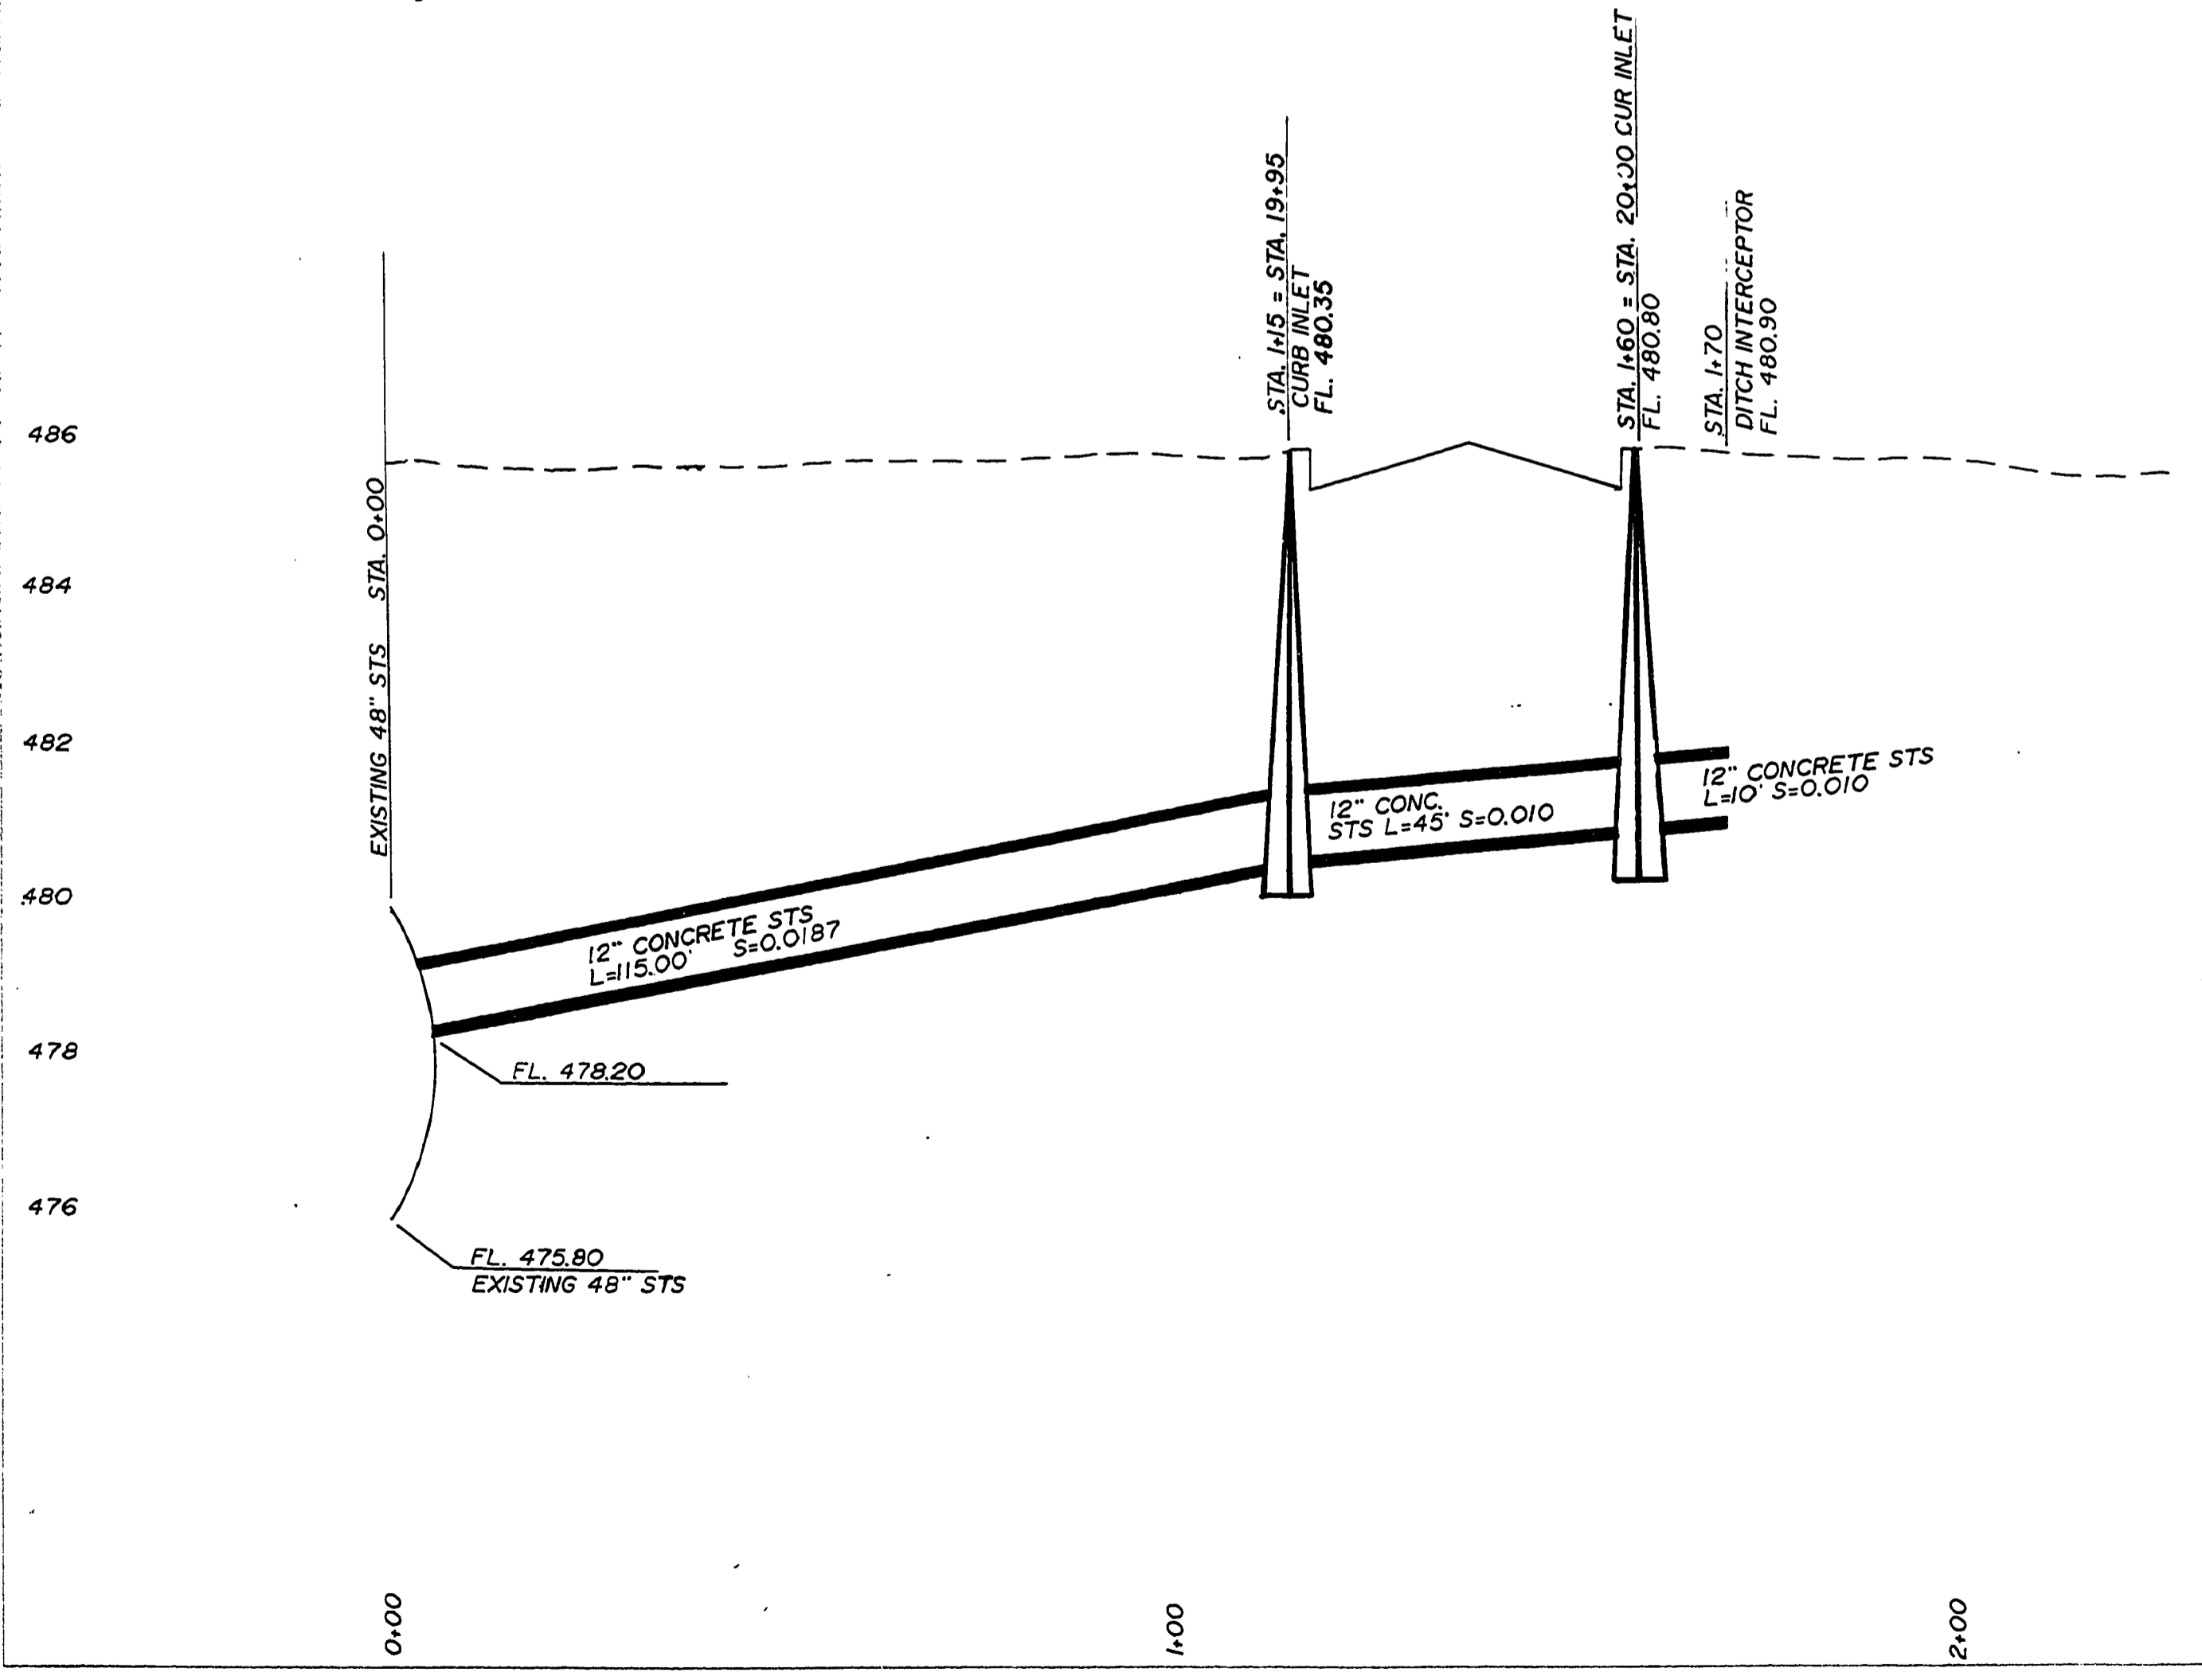 STA. 1+15 = STA. 19+95
CURB INLET
FL. 480.35
STA. 1+60 = STA. 20+00 CUR INLET
FL. 480.80
STA. 1+70
DITCH INTERCEPTOR
FL. 480.90
EXISTING 48" STS STA. 0+00
486
484
482
480
478
476
12" CONCRETE STS
L=10' S=0.010
12" CONC.
STS L=45' S=0.010
12" CONCRETE STS
L=115.00' S=0.0187
FL. 478.20
FL. 475.80
EXISTING 48" STS
0+00
1+00
2+00